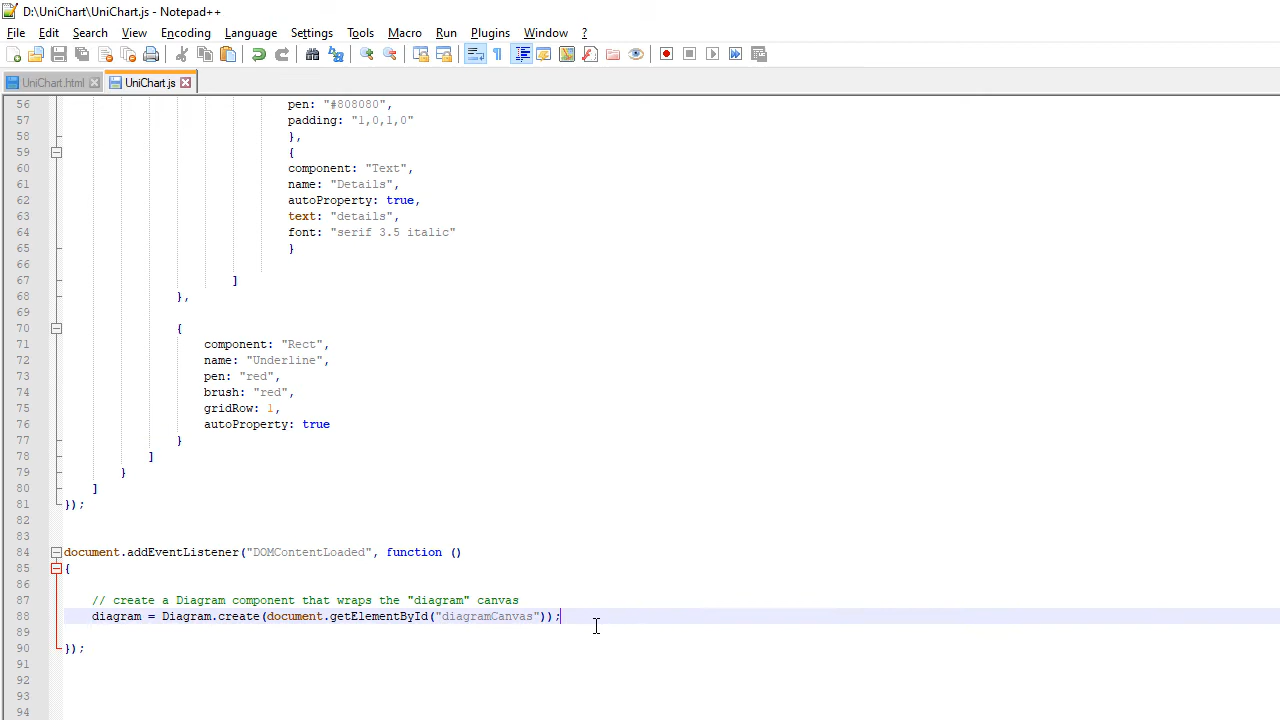 D:\UniChart\UniChart.js - Notepad++
File Edit Search View Encoding Language Settings Tools Macro Run Plugins Window ?
UniChart.html UniChart.js
56 pen: "#808080",
57 padding: "1,0,1,0"
58 },
59 {
60 component: "Text",
61 name: "Details",
62 autoProperty: true,
63 text: "details",
64 font: "serif 3.5 italic"
65 }
66
67 ]
68 },
69
70 {
71 component: "Rect",
72 name: "Underline",
73 pen: "red",
74 brush: "red",
75 gridRow: 1,
76 autoProperty: true
77 }
78 ]
79 }
80 ]
81 });
82
83
84 document.addEventListener("DOMContentLoaded", function ()
85 {
86
87 // create a Diagram component that wraps the "diagram" canvas
88 diagram = Diagram.create(document.getElementById("diagramCanvas"));
89
90 });
91
92
93
94